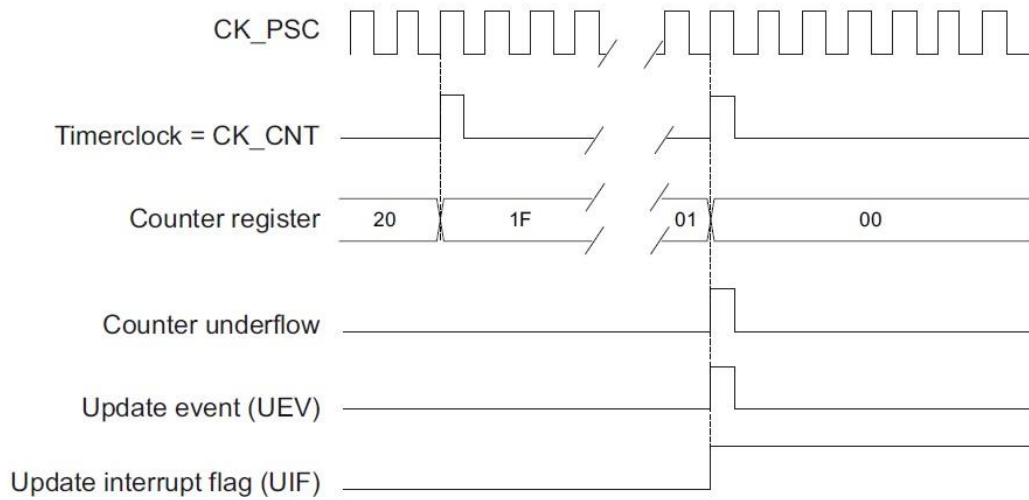 CK_PSC
Timerclock = CK_CNT
Counter register 20 1F 01 00
Counter underflow
Update event (UEV)
Update interrupt flag (UIF)